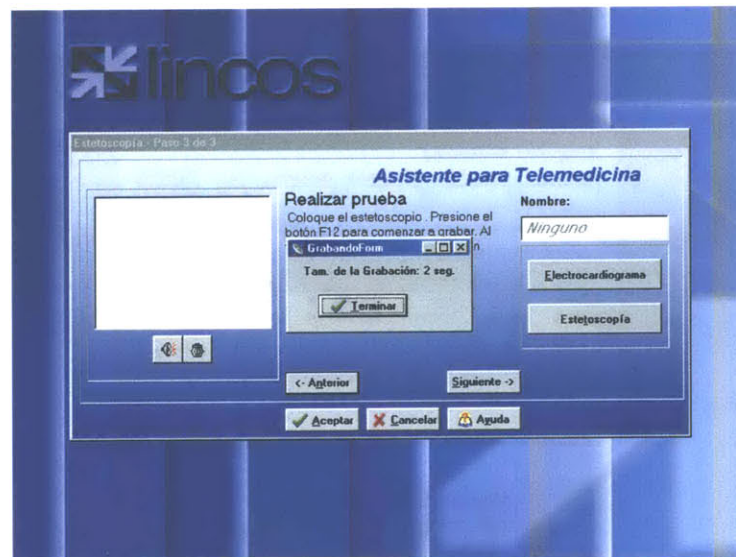 lincos
Estetoscopía - Paso 3 de 3
Asistente para Telemedicina
Realizar prueba
Coloque el estetoscopio . Presione el
botón F12 para comenzar a grabar. Al
n
GrabandoForm
Tam. de la Grabación: 2 seg.
Terminar
Nombre:
Ninguno
Electrocardiograma
Estetoscopía
<- Anterior
Siguiente ->
Aceptar
Cancelar
Ayuda